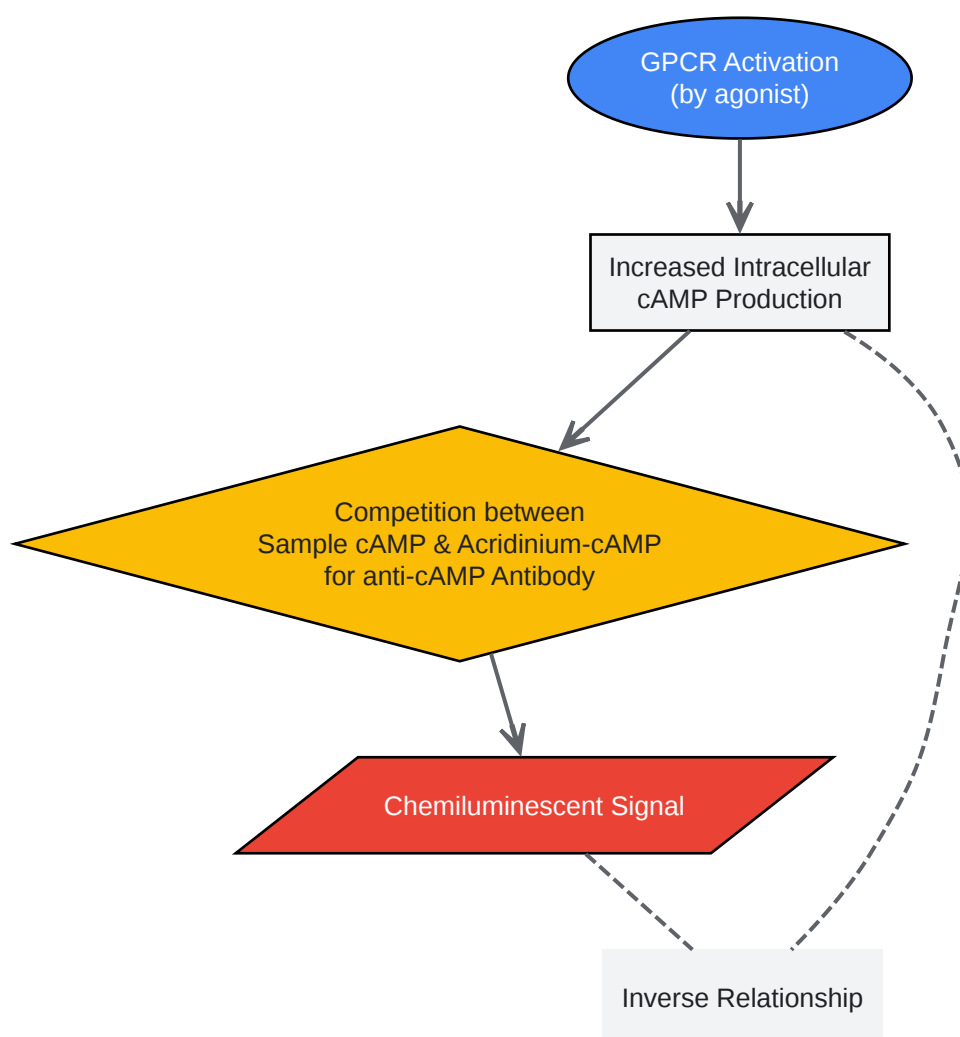 GPCR Activation
(by agonist)
Increased Intracellular
cAMP Production
Competition between
Sample cAMP & Acridinium-cAMP
for anti-cAMP Antibody
Chemiluminescent Signal
Inverse Relationship